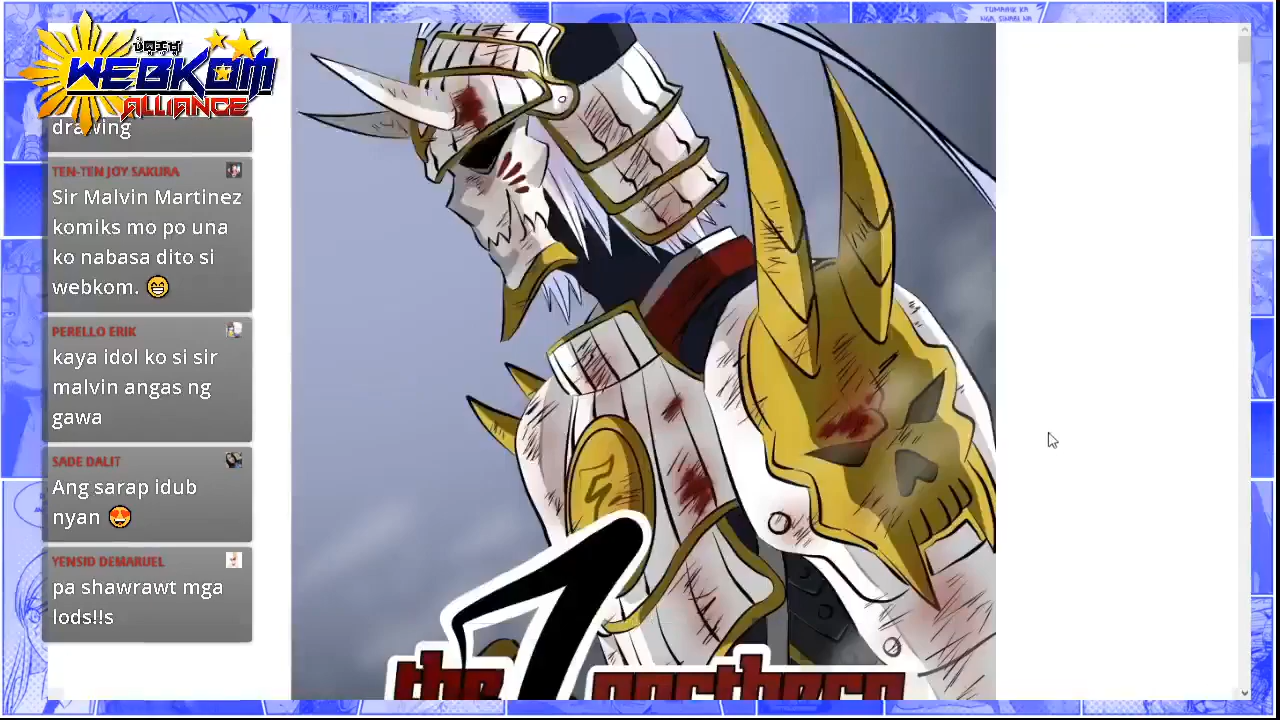 WEBKOM
ALLIANCE
drawing
TEN-TEN JOY SAKURA
Sir Malvin Martinez
komiks mo po una
ko nabasa dito si
webkom. 😁
PERELLO ERIK
kaya idol ko si sir
malvin angas ng
gawa
SADE DALIT
Ang sarap idub
nyan 😍
YENSID DEMARUEL
pa shawrawt mga
lods!!s
the 7